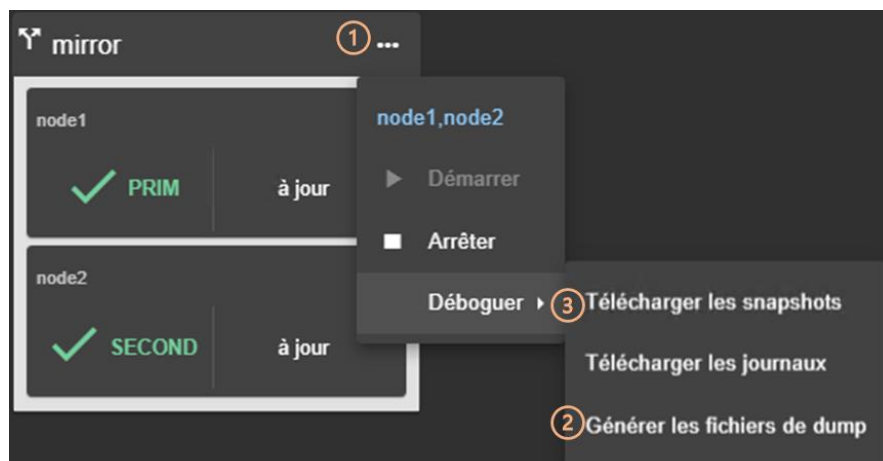 mirror
1 ...
node1
PRIM
à jour
node2
SECOND
à jour
node1,node2
Démarrer
Arrêter
Déboguer
3 Télécharger les snapshots
Télécharger les journaux
2 Générer les fichiers de dump